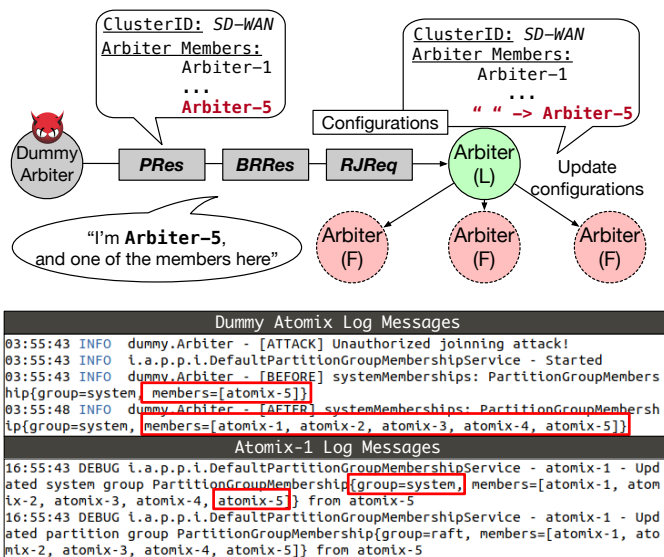 ClusterID: SD-WAN
Arbiter Members:
Arbiter-1
...
Arbiter-5
ClusterID: SD-WAN
Arbiter Members:
Arbiter-1
...
" " -> Arbiter-5
Configurations
Dummy
Arbiter
PRes
BRRes
RJReq
Arbiter
(L)
Update
configurations
"I'm Arbiter-5,
and one of the members here"
Arbiter
(F)
Arbiter
(F)
Arbiter
(F)
Dummy Atomix Log Messages
03:55:43 INFO dummy.Arbiter - [ATTACK] Unauthorized joinning attack!
03:55:43 INFO i.a.p.p.i.DefaultPartitionGroupMembershipService - Started
03:55:43 INFO dummy.Arbiter - [BEFORE] systemMemberships: PartitionGroupMembers
hip{group=system, members=[atomix-5]}
03:55:48 INFO dummy.Arbiter - [AFTER] systemMemberships: PartitionGroupMembersh
ip{group=system, members=[atomix-1, atomix-2, atomix-3, atomix-4, atomix-5]}
Atomix-1 Log Messages
16:55:43 DEBUG i.a.p.p.i.DefaultPartitionGroupMembershipService - atomix-1 - Upd
ated system group PartitionGroupMembership{group=system, members=[atomix-1, atom
ix-2, atomix-3, atomix-4, atomix-5]} from atomix-5
16:55:43 DEBUG i.a.p.p.i.DefaultPartitionGroupMembershipService - atomix-1 - Upd
ated partition group PartitionGroupMembership{group=raft, members=[atomix-1, ato
mix-2, atomix-3, atomix-4, atomix-5]} from atomix-5